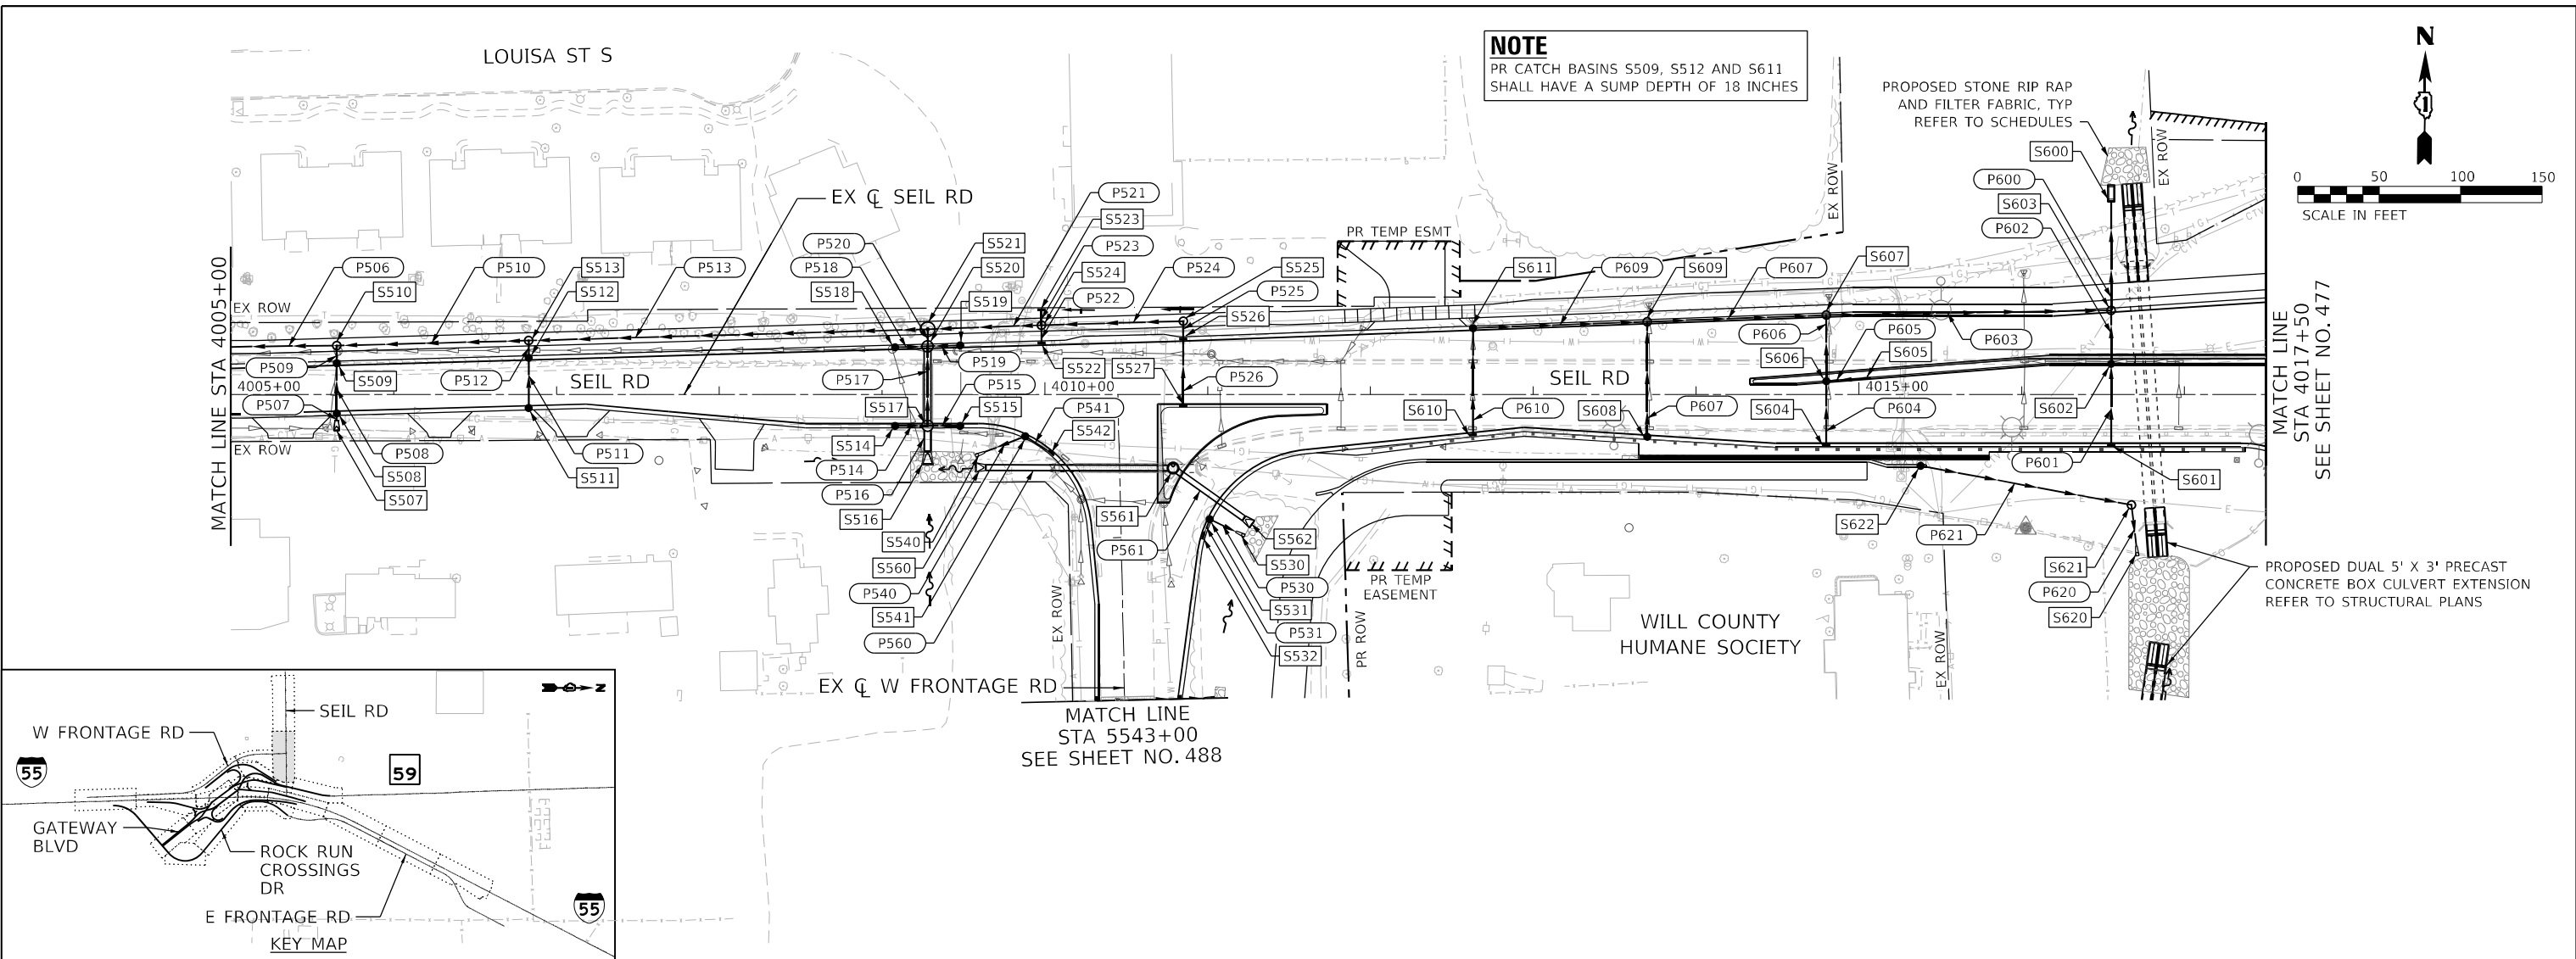 LOUISA ST S
NOTE
PR CATCH BASINS S509, S512 AND S611
SHALL HAVE A SUMP DEPTH OF 18 INCHES
PROPOSED STONE RIP RAP
AND FILTER FABRIC, TYP
REFER TO SCHEDULES
N
0 50 100 150
SCALE IN FEET
EX ROW
EX ROW
S600
P600
S603
P602
EX ℄ SEIL RD
P521
S523
P523
S524
P522
P520
P518
S518
S521
S520
S519
P524
S525
P525
S526
PR TEMP ESMT
S611
P609
S609
P607
S607
P506
S510
P510
S513
S512
P513
EX ROW
MATCH LINE STA 4005+00
P509
4005+00
P507
S509
P512
SEIL RD
P517
P519
P515
S522
4010+00
S527
P526
SEIL RD
P606
S606
P605
S605
P603
4015+00
MATCH LINE
STA 4017+50
SEE SHEET NO. 477
EX ROW
P508
S508
S507
P511
S511
S517
S514
P514
P516
S516
S515
P541
S542
S610
P610
S608
P607
S604
P604
S602
P601
S601
S540
S560
P540
S541
P560
S561
P561
S562
S530
P530
S531
P531
S532
PR TEMP
EASEMENT
S622
P621
S621
P620
S620
PROPOSED DUAL 5' X 3' PRECAST
CONCRETE BOX CULVERT EXTENSION
REFER TO STRUCTURAL PLANS
EX ROW
PR ROW
WILL COUNTY
HUMANE SOCIETY
EX ROW
EX ℄ W FRONTAGE RD
MATCH LINE
STA 5543+00
SEE SHEET NO. 488
Z
SEIL RD
W FRONTAGE RD
55
59
GATEWAY
BLVD
ROCK RUN
CROSSINGS
DR
E FRONTAGE RD
55
KEY MAP